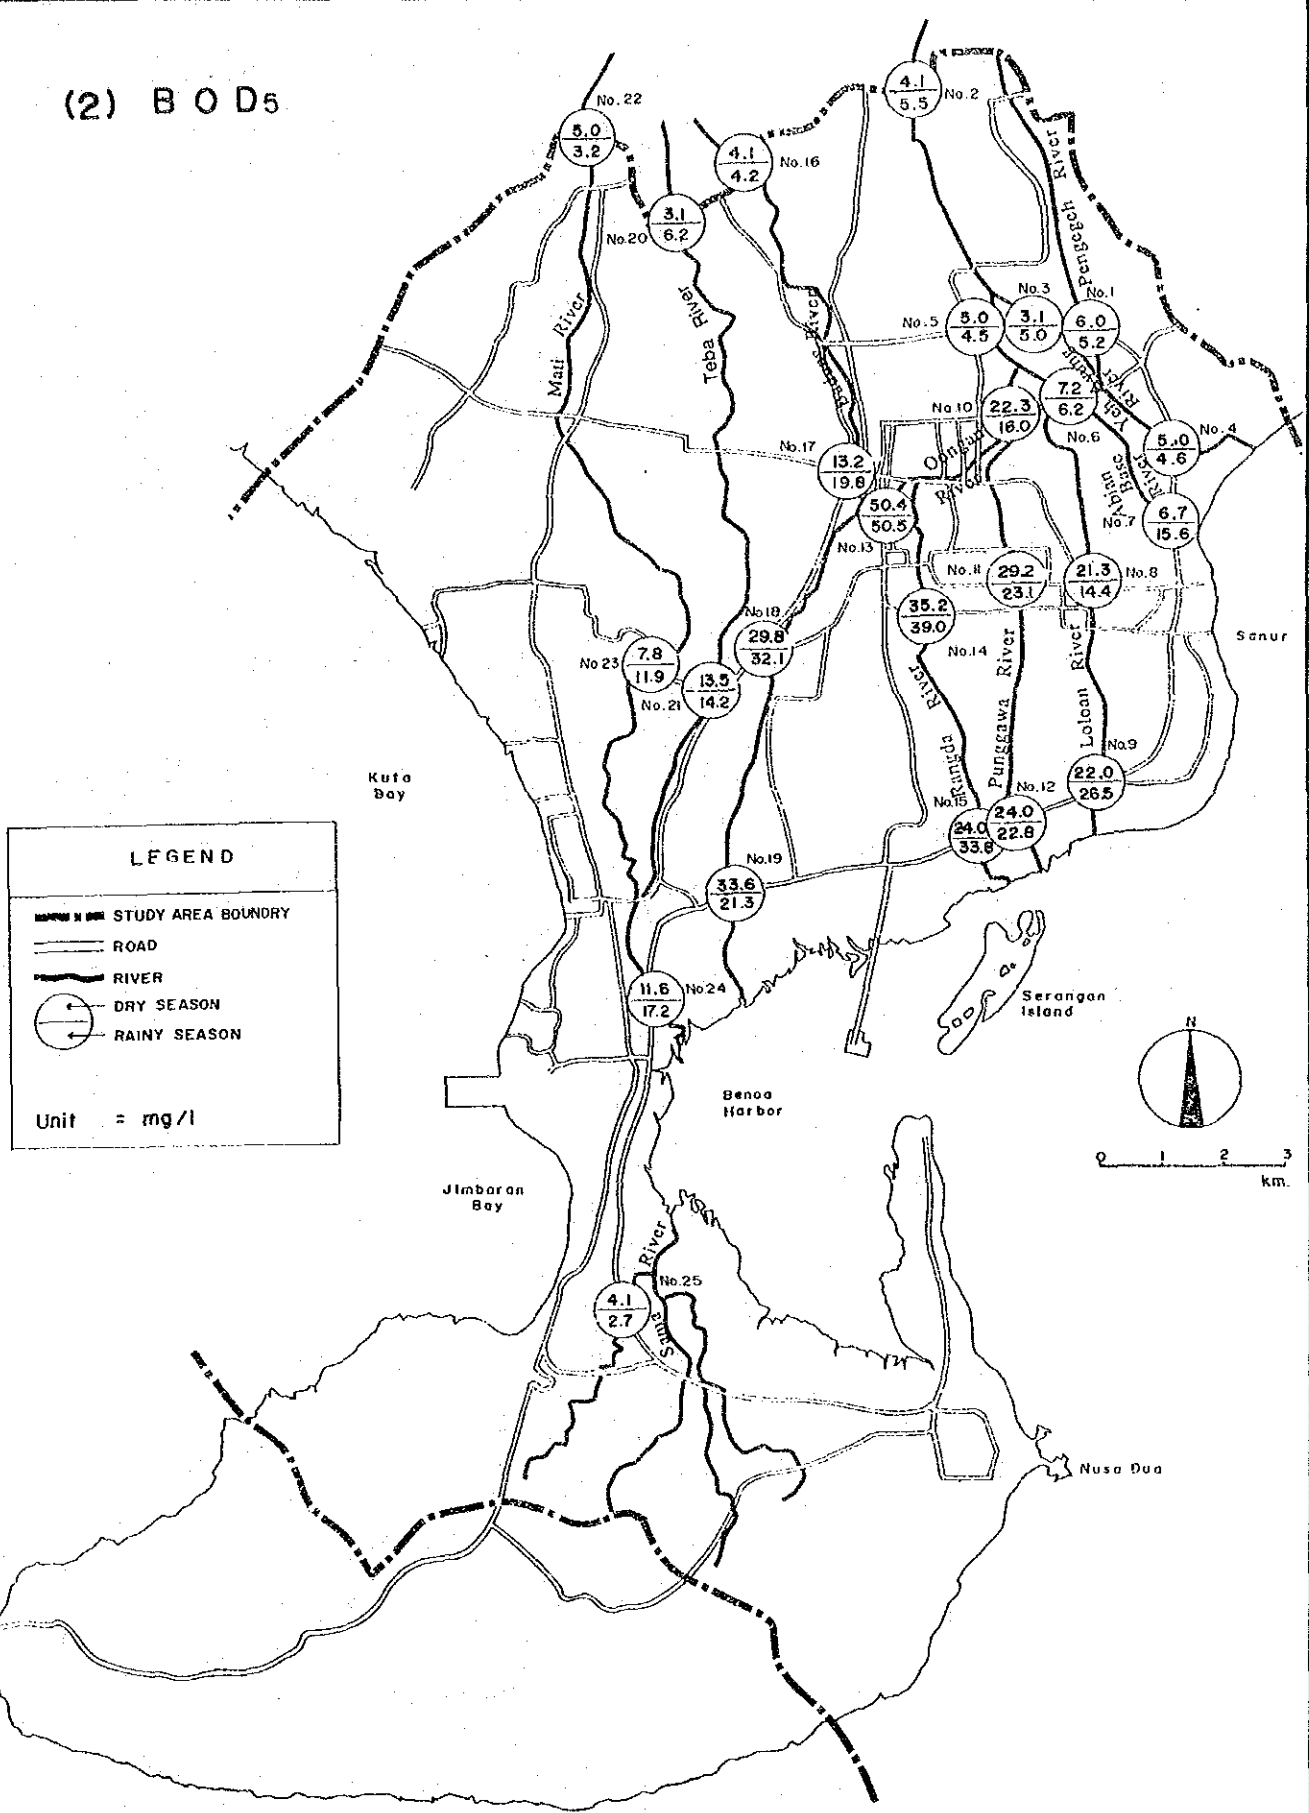 (2) BOD5
No. 22
5.0
3.2
4.1
5.5
No. 2
4.1
4.2
No. 16
3.1
6.2
No. 20
Pengegeh River
Mati River
Teba River
Badung River
No. 3
3.1
5.0
No. 1
6.0
5.2
No. 5
5.0
4.5
7.2
6.2
No. 6
No. 10
22.3
16.0
No. 4
5.0
4.6
No. 17
13.2
19.8
River
Abian Base River
50.4
50.5
No. 13
No. 7
6.7
15.6
No. 11
29.2
23.1
21.3
14.4
No. 8
35.2
39.0
No. 14
No. 18
29.8
32.1
Sanur
No 23
7.8
11.9
No. 21
13.5
14.2
Rangda River
Punggawa River
Loloan River
No. 9
22.0
26.5
Kuta
Bay
No. 15
24.0
33.8
No. 12
24.0
22.8
No. 19
33.6
21.3
LEGEND
STUDY AREA BOUNDRY
ROAD
RIVER
DRY SEASON
RAINY SEASON
Unit = mg/l
11.6
17.2
No. 24
Serangan
Island
N
Benoa
Harbor
0 1 2 3
km.
Jimbaran
Bay
Sama River
No. 25
4.1
2.7
Nusa Dua